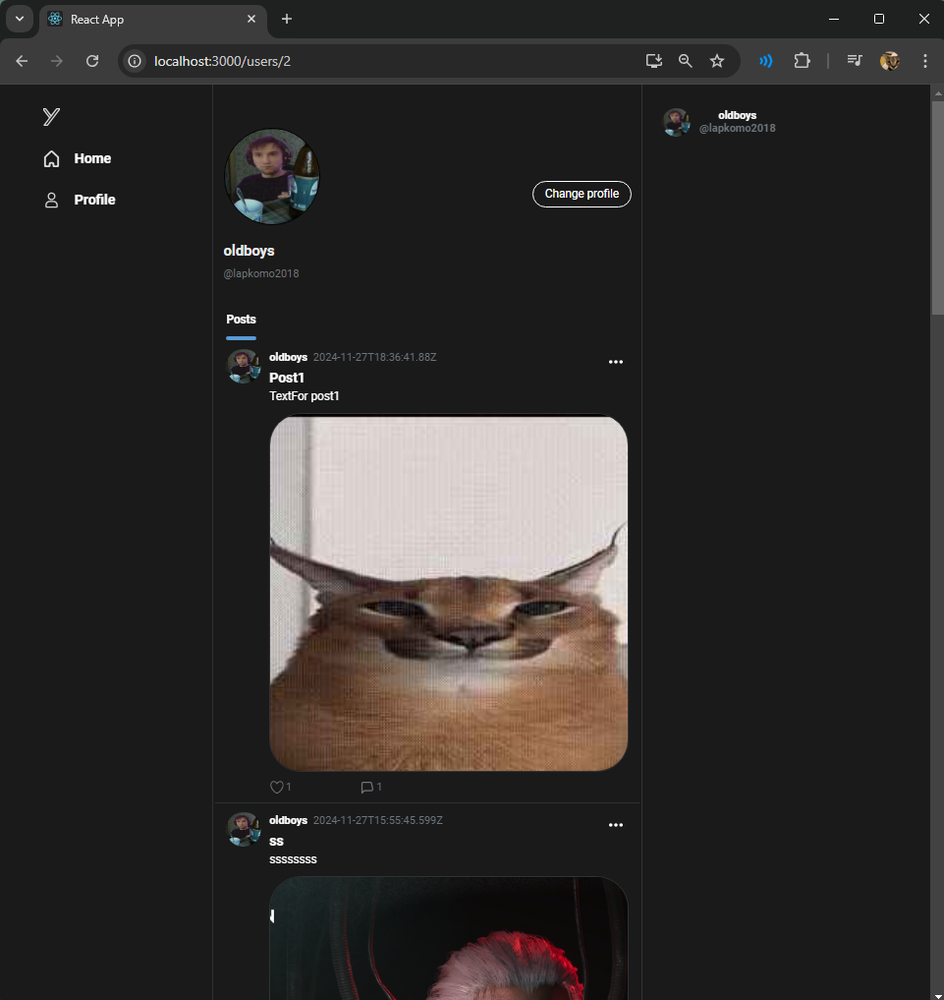 React App
localhost:3000/users/2
Home
Profile
Change profile
oldboys
@lapkomo2018
Posts
oldboys 2024-11-27T18:36:41.88Z
Post1
TextFor post1
1 1
oldboys 2024-11-27T15:55:45.599Z
ss
ssssssss
oldboys
@lapkomo2018